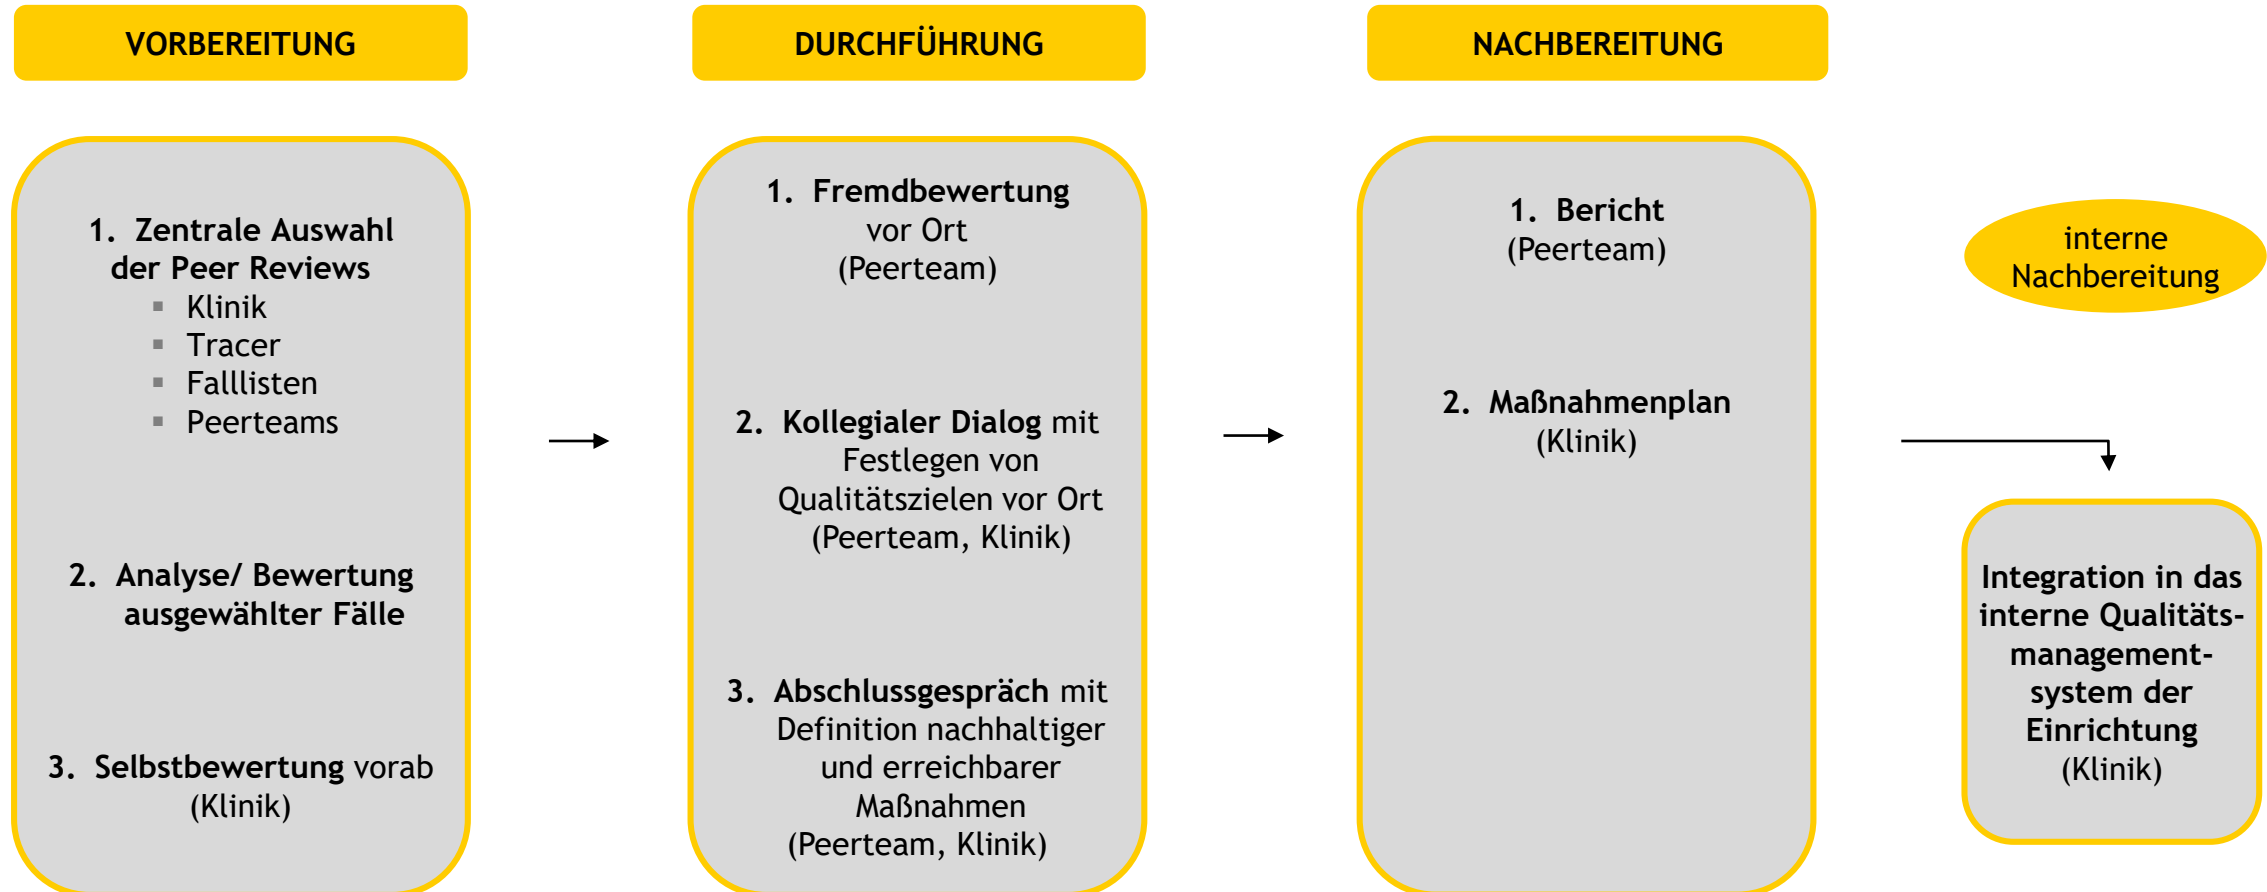 VORBEREITUNG
1. Zentrale Auswahl
der Peer Reviews
▪ Klinik
▪ Tracer
▪ Falllisten
▪ Peerteams
2. Analyse/ Bewertung
ausgewählter Fälle
3. Selbstbewertung vorab
(Klinik)
DURCHFÜHRUNG
1. Fremdbewertung
vor Ort
(Peerteam)
2. Kollegialer Dialog mit
Festlegen von
Qualitätszielen vor Ort
(Peerteam, Klinik)
3. Abschlussgespräch mit
Definition nachhaltiger
und erreichbarer
Maßnahmen
(Peerteam, Klinik)
NACHBEREITUNG
1. Bericht
(Peerteam)
2. Maßnahmenplan
(Klinik)
interne
Nachbereitung
Integration in das
interne Qualitäts-
management-
system der
Einrichtung
(Klinik)